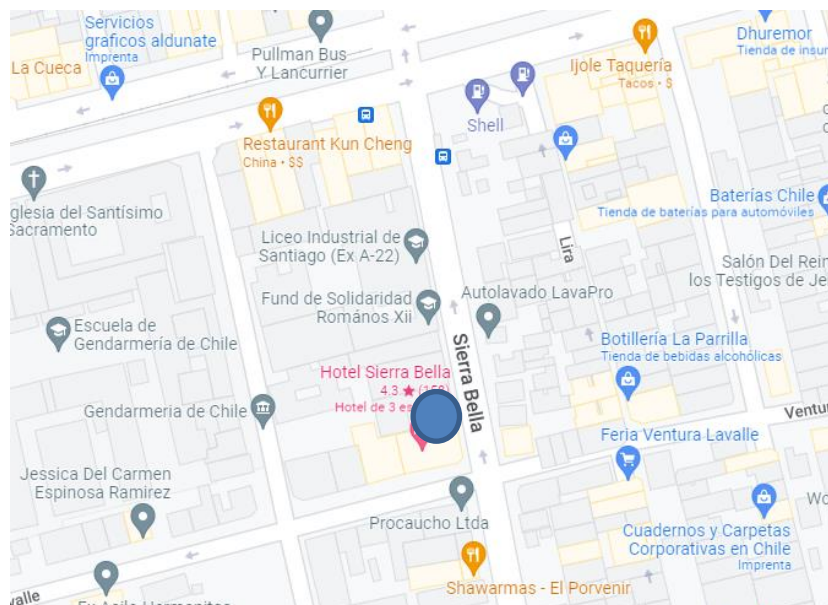 Servicios
graficos aldunate
Imprenta
La Cueca
Pullman Bus
Y Lancurrier
Dhuremor
Tienda de
Ijole Taquería
Tacos • $
Shell
Restaurant Kun Cheng
China • $$
glesia del Santísimo
Sacramento
Liceo Industrial de
Santiago (Ex A-22)
Baterías Chile
Tienda de baterías para automóviles
Lira
Salón Del
los Testigos de
Fund de Solidaridad
Romános Xii
Autolavado LavaPro
Escuela de
Gendarmería de Chile
Sierra Bella
Botillería La Parrilla
Tienda de bebidas alcohólicas
Hotel Sierra Bella
4.3 ★
Hotel de 3
Gendarmeria de Chile
Ventu
Feria Ventura Lavalle
Jessica Del Carmen
Espinosa Ramirez
Procaucho Ltda
Cuadernos y Carpetas
Corporativas en Chile
Imprenta
Shawarmas - El Porvenir
valle